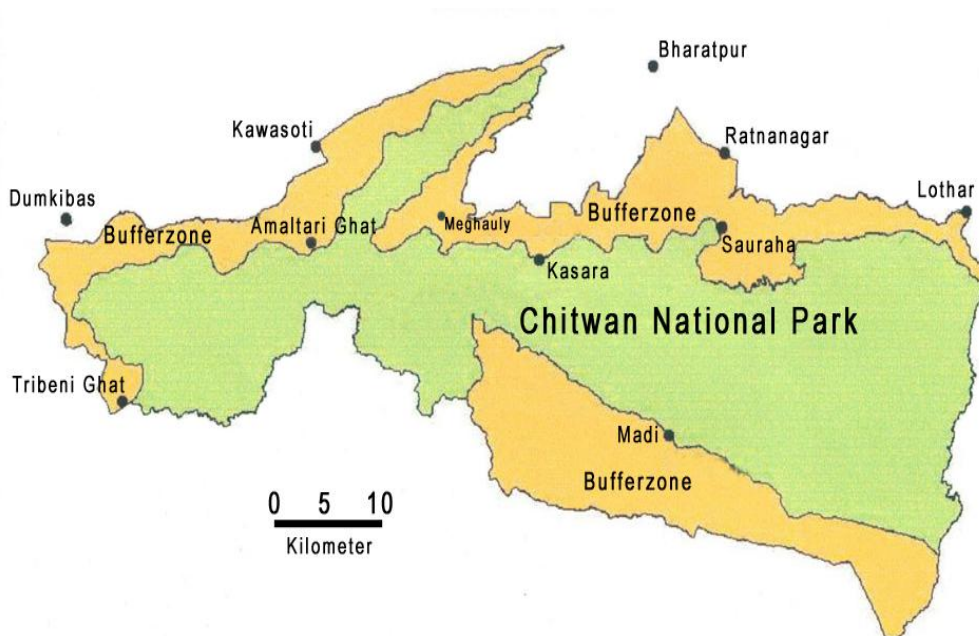 Bharatpur
Kawasoti
Ratnanagar
Dumkibas
Lothar
Bufferzone
Amaltari Ghat
Meghauly
Bufferzone
Sauraha
Kasara
Chitwan National Park
Tribeni Ghat
Madi
Bufferzone
0 5 10
Kilometer